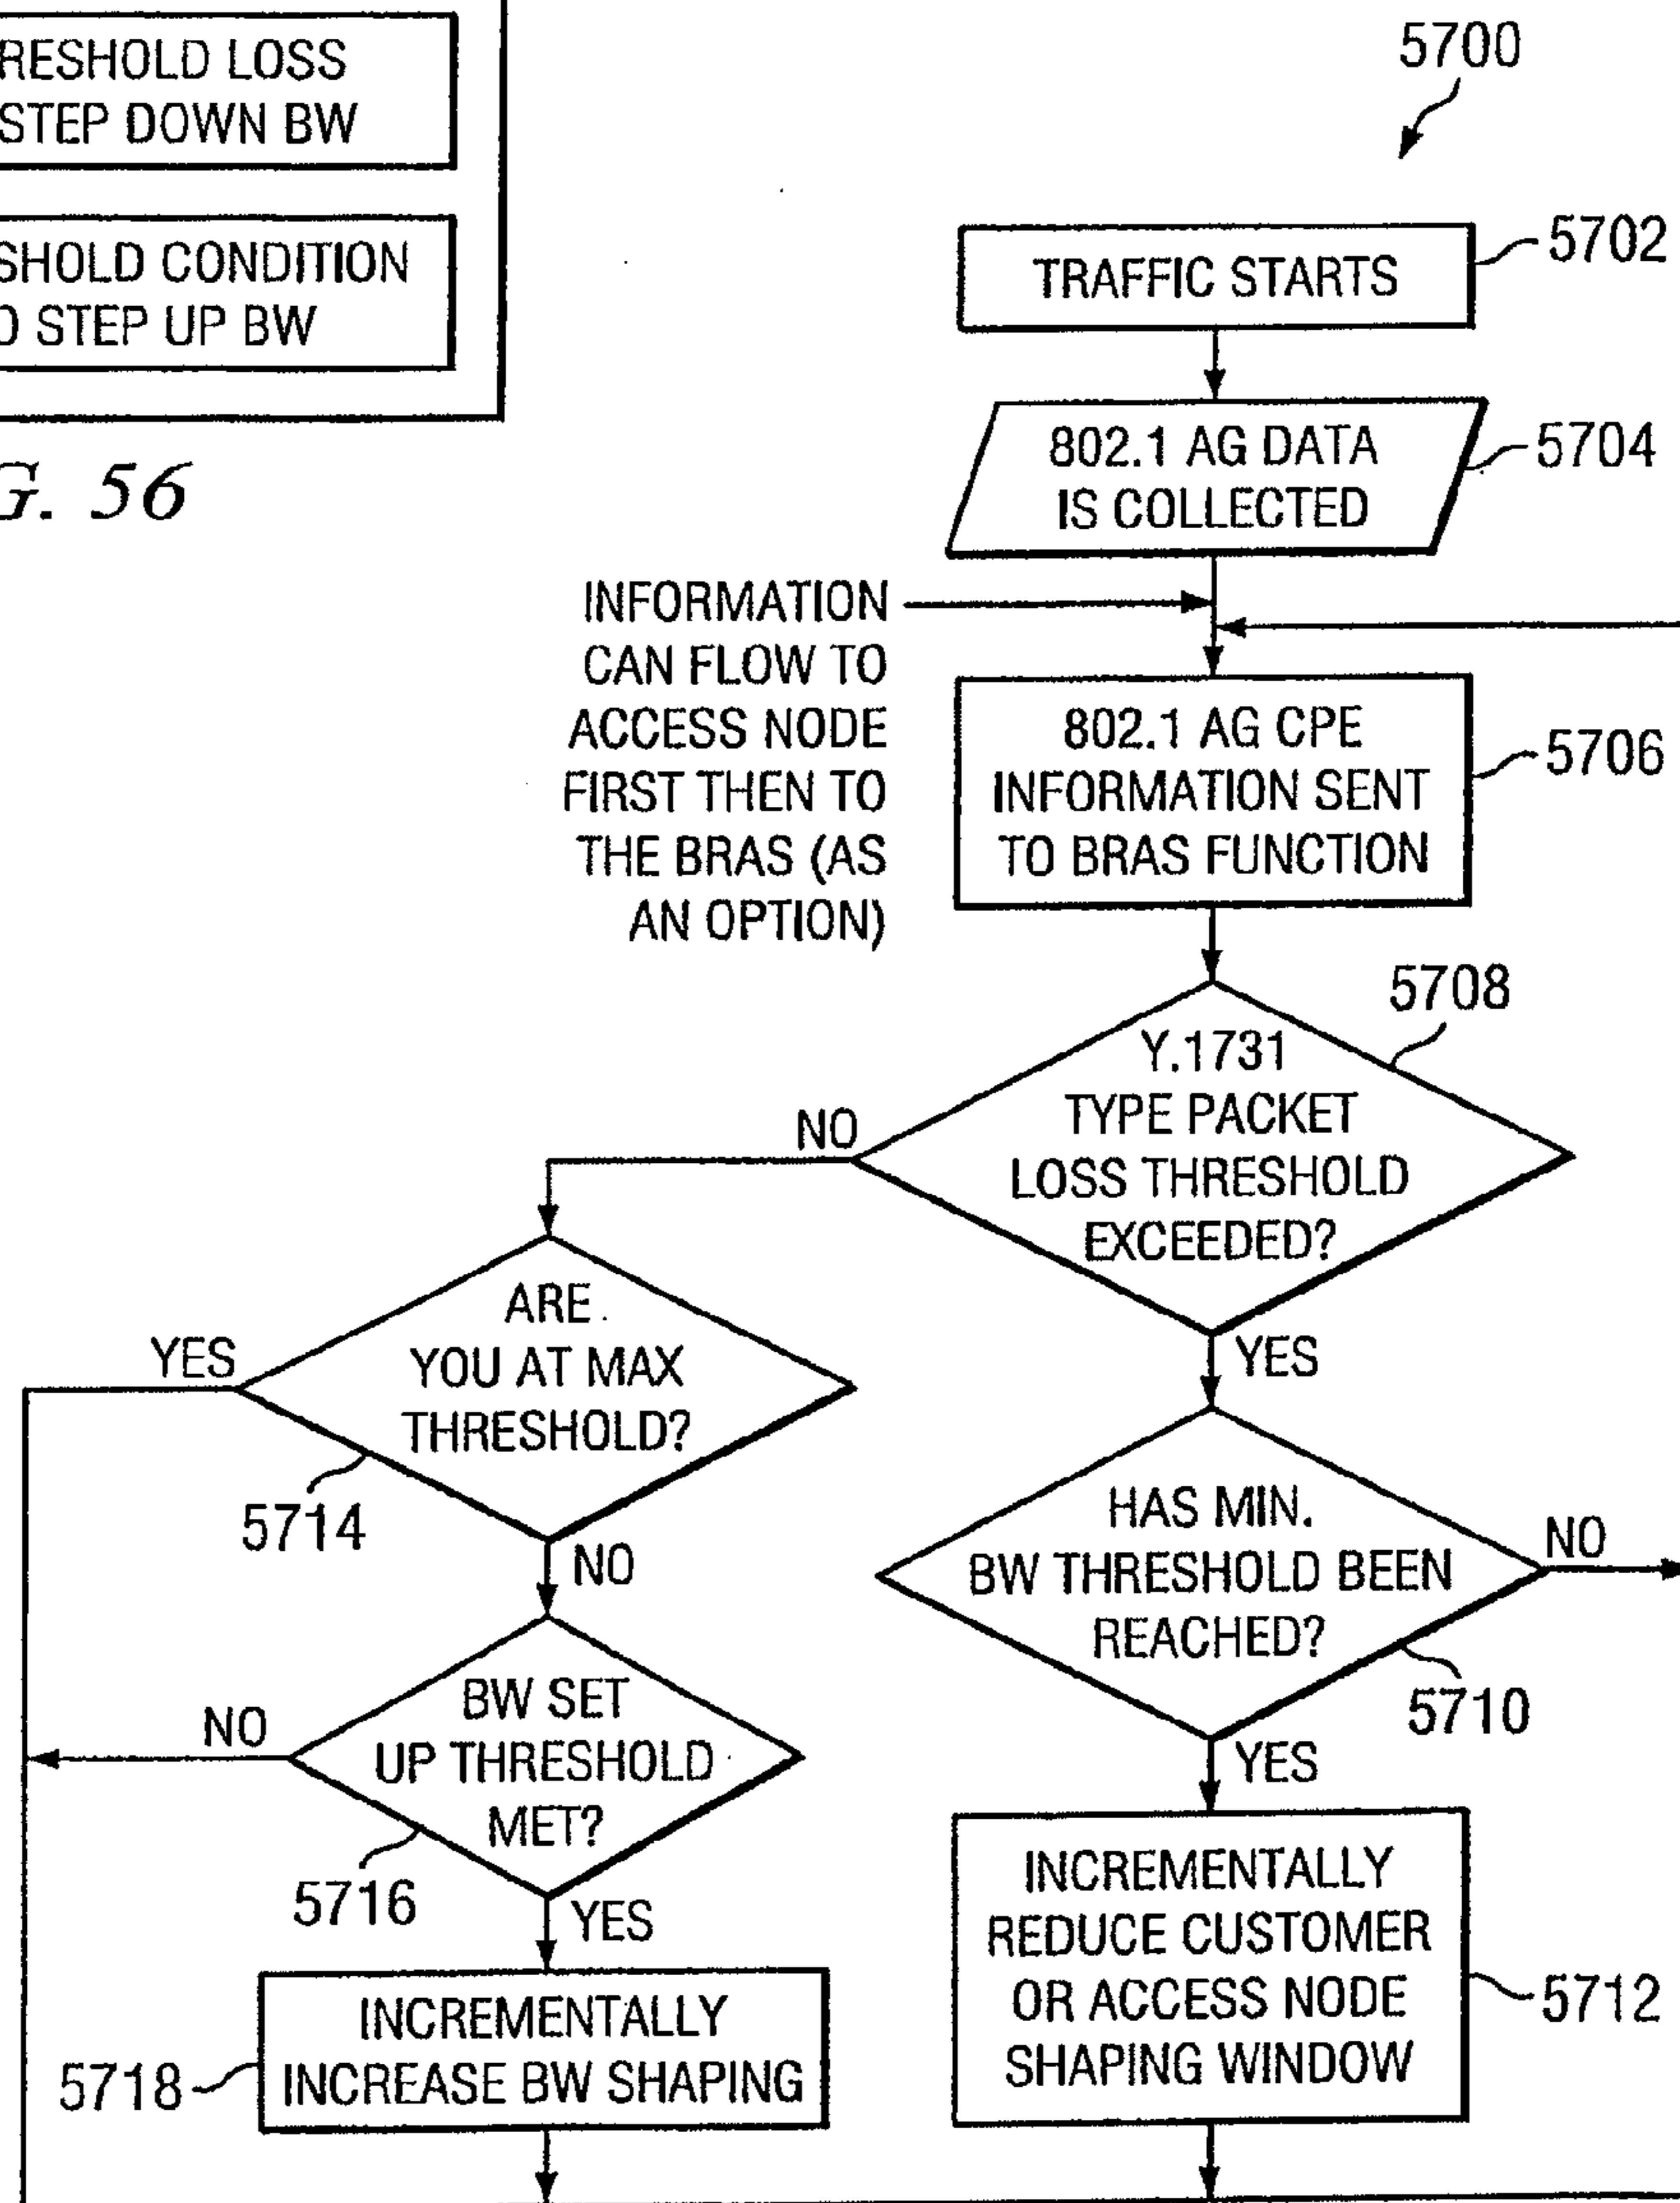 LOSS
STEP DOWN BW
CONDITION
STEP UP BW
56
5700
TRAFFIC STARTS
5702
802.1 AG DATA
IS COLLECTED
5704
INFORMATION
CAN FLOW TO
ACCESS NODE
FIRST THEN TO
THE BRAS (AS
AN OPTION)
802.1 AG CPE
INFORMATION SENT
TO BRAS FUNCTION
5706
Y.1731
TYPE PACKET
LOSS THRESHOLD
EXCEEDED?
5708
NO
YES
ARE
YOU AT MAX
THRESHOLD?
5714
YES
NO
HAS MIN.
BW THRESHOLD BEEN
REACHED?
5710
NO
YES
BW SET
UP THRESHOLD
MET?
5716
NO
YES
INCREMENTALLY
INCREASE BW SHAPING
5718
INCREMENTALLY
REDUCE CUSTOMER
OR ACCESS NODE
SHAPING WINDOW
5712